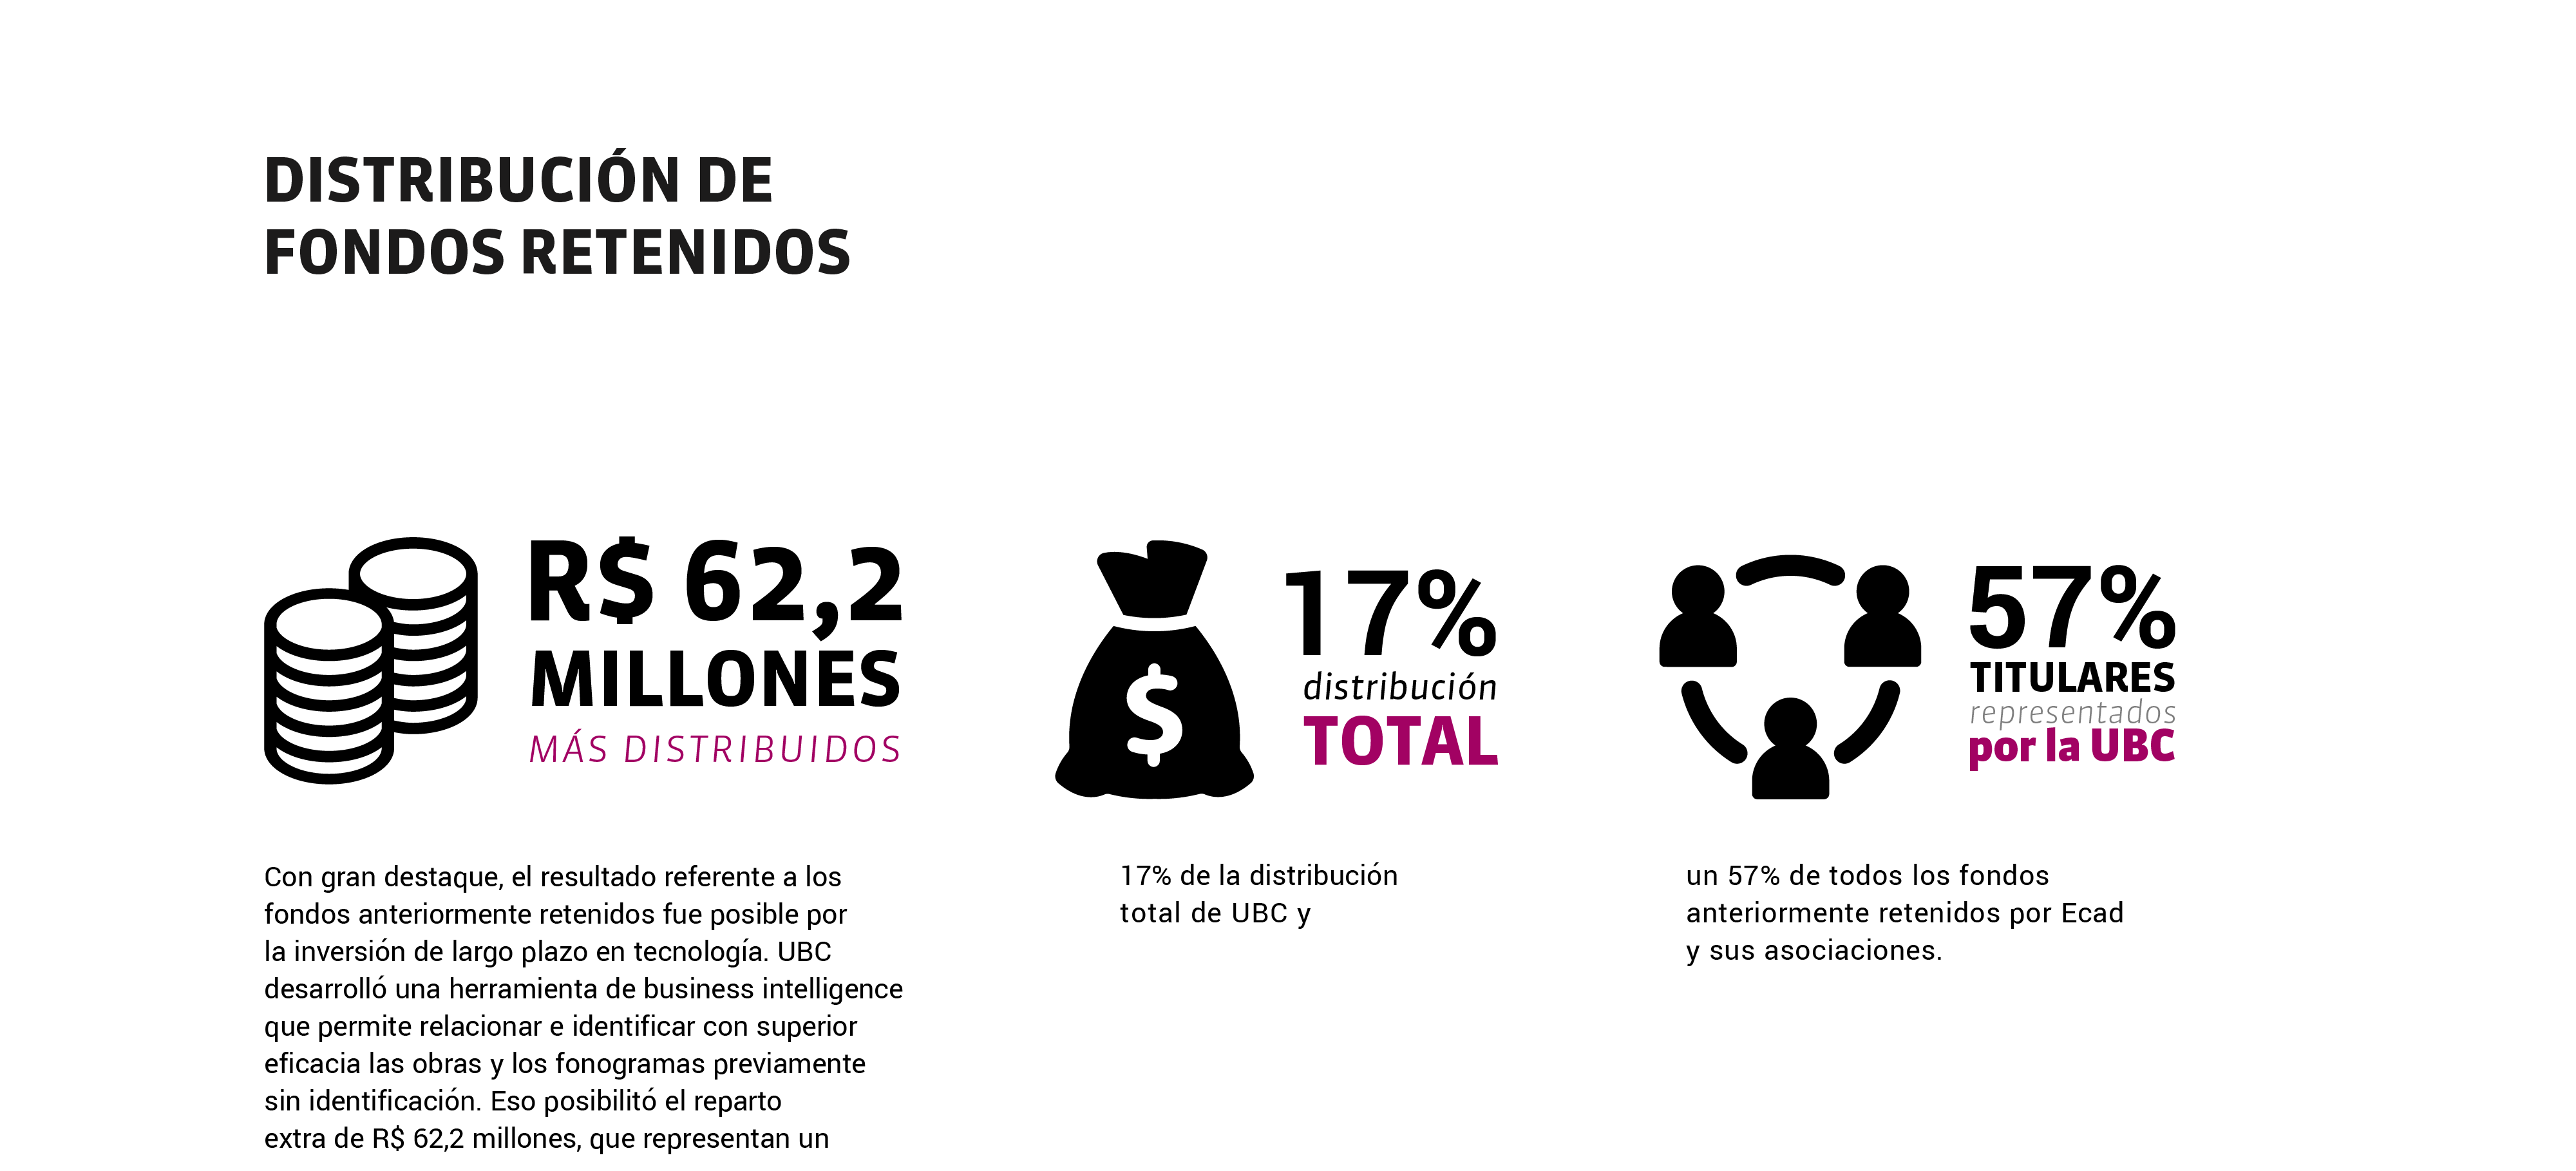 DISTRIBUCIÓN DE
FONDOS RETENIDOS
R$ 62,2
MILLONES
MÁS DISTRIBUIDOS
Con gran destaque, el resultado referente a los
fondos anteriormente retenidos fue posible por
la inversión de largo plazo en tecnología. UBC
desarrolló una herramienta de business intelligence
que permite relacionar e identificar con superior
eficacia las obras y los fonogramas previamente
sin identificación. Eso posibilitó el reparto
extra de R$ 62,2 millones, que representan un
$
17%
distribución
TOTAL
17% de la distribución
total de UBC y
57%
TITULARES
representados
por la UBC
un 57% de todos los fondos
anteriormente retenidos por Ecad
y sus asociaciones.